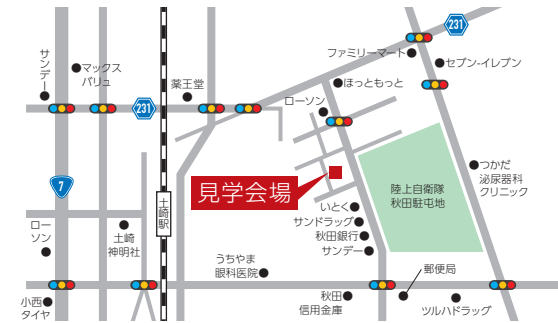 231
サンデー
マックス
バリュ
薬王堂
ファミリーマート
セブン-イレブン
ほっともっと
ローソン
231
7
土崎駅
見学会場
陸上自衛隊
秋田駐屯地
つかだ
泌尿器科
クリニック
いとく
サンドラッグ
秋田銀行
サンデー
ロー
ソン
土崎
神明社
うちやま
眼科医院
郵便局
小西
タイヤ
秋田
信用金庫
ツルハドラッグ